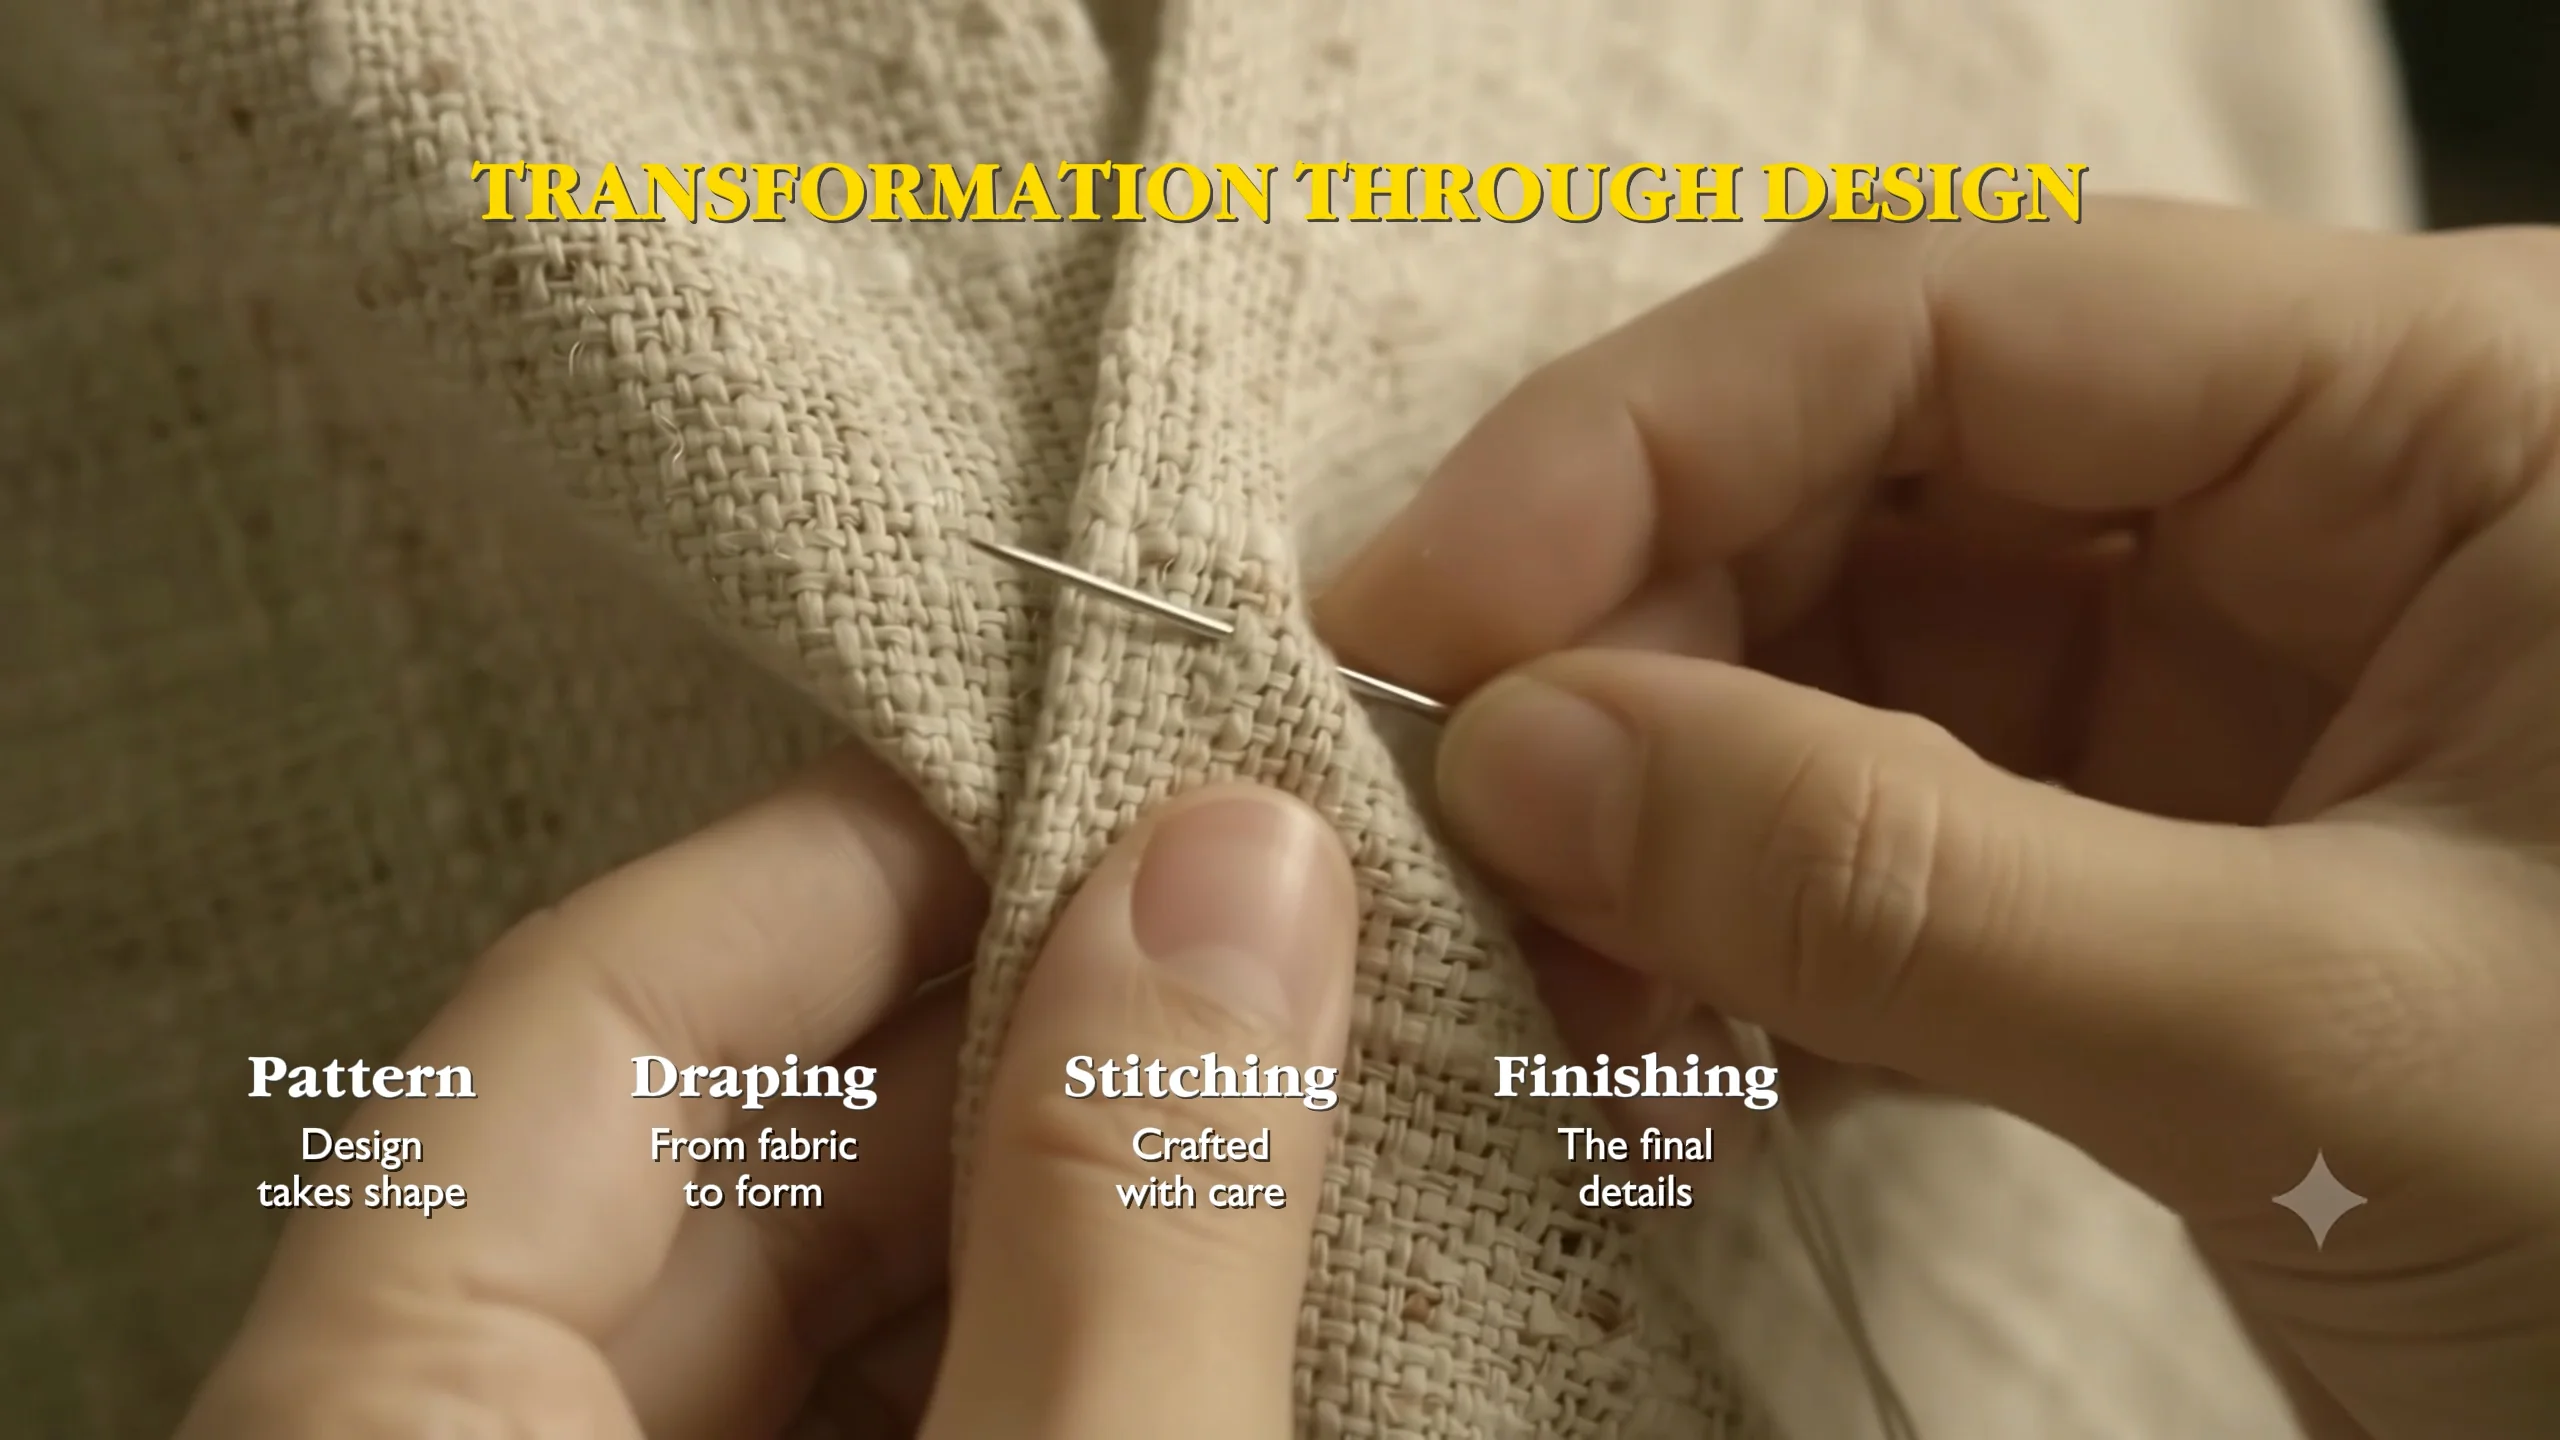 TRANSFORMATION THROUGH DESIGN
Pattern
Design
takes shape
Draping
From fabric
to form
Stitching
Crafted
with care
Finishing
The final
details